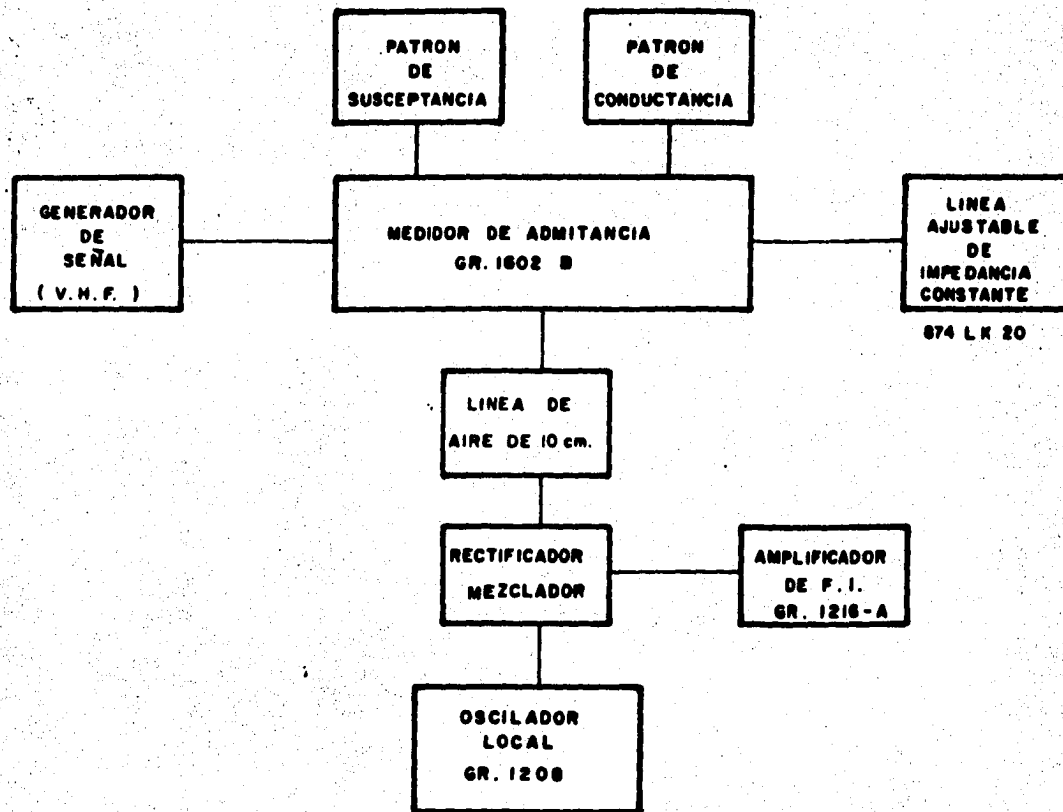 PATRON
DE
SUSCEPTANCIA
PATRON
DE
CONDUCTANCIA
GENERADOR
DE
SEÑAL
( V. H. F. )
MEDIDOR DE ADMITANCIA
GR. 1602 B
LINEA
AJUSTABLE
DE
IMPEDANCIA
CONSTANTE
874 LK 20
LINEA DE
AIRE DE 10 cm.
RECTIFICADOR
MEZCLADOR
AMPLIFICADOR
DE F. I.
GR. 1216-A
OSCILADOR
LOCAL
GR. 1208